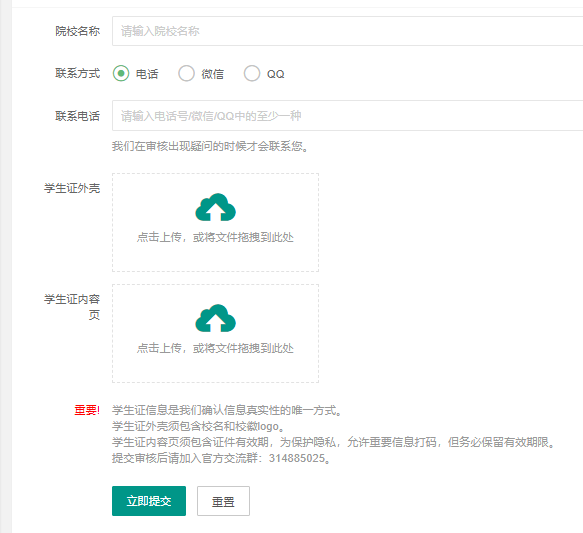 院校名称 请输入院校名称
联系方式 电话 微信 QQ
联系电话 请输入电话号/微信/QQ中的至少一种
我们在审核出现疑问的时候才会联系您。
学生证外壳
点击上传，或将文件拖拽到此处
学生证内容
页
点击上传，或将文件拖拽到此处
重要! 学生证信息是我们确认信息真实性的唯一方式。
学生证外壳须包含校名和校徽logo。
学生证内容页须包含证件有效期，为保护隐私，允许重要信息打码，但务必保留有效期限。
提交审核后请加入官方交流群：314885025。
立即提交 重置